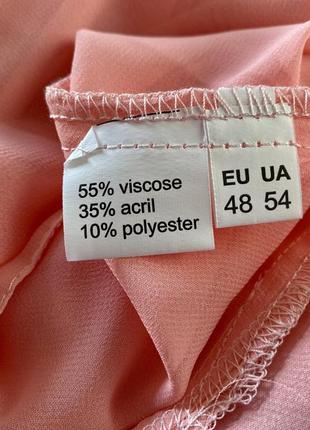 55% viscose
35% acril
10% polyester
EU UA
48 54